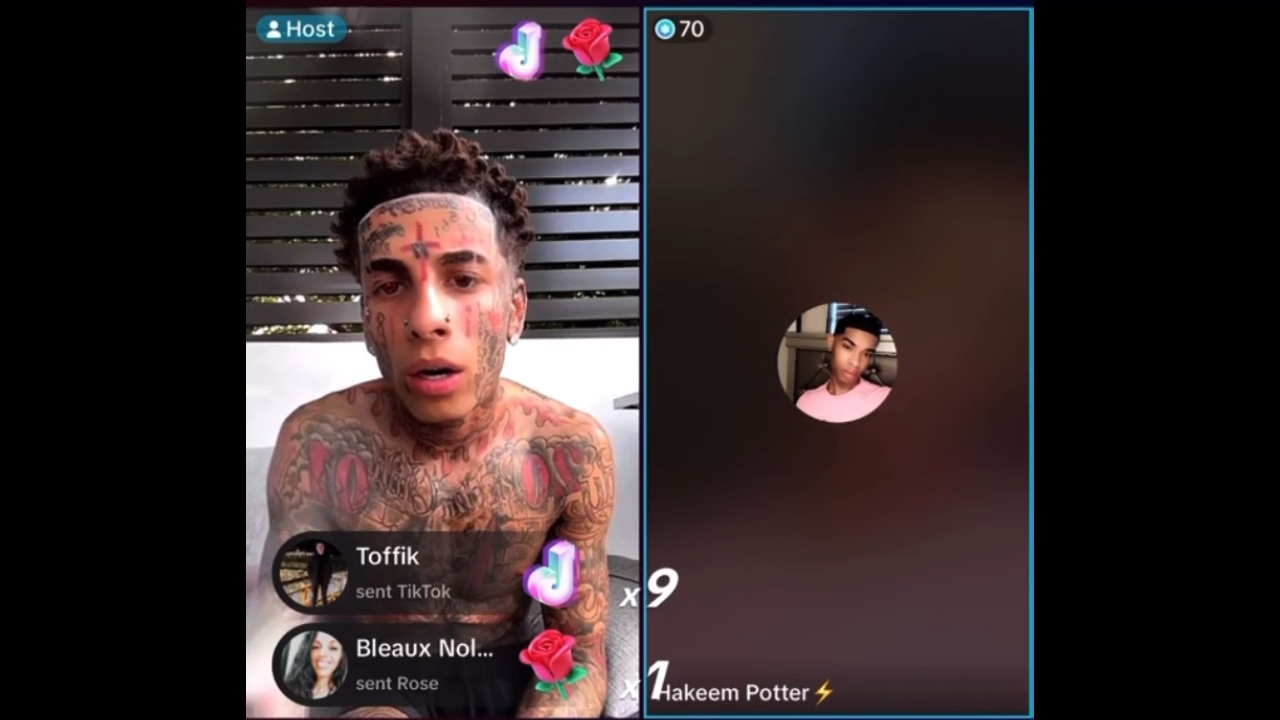 Host
70
Toffik
sent TikTok
x9
Bleaux Nol...
sent Rose
x1
Hakeem Potter⚡